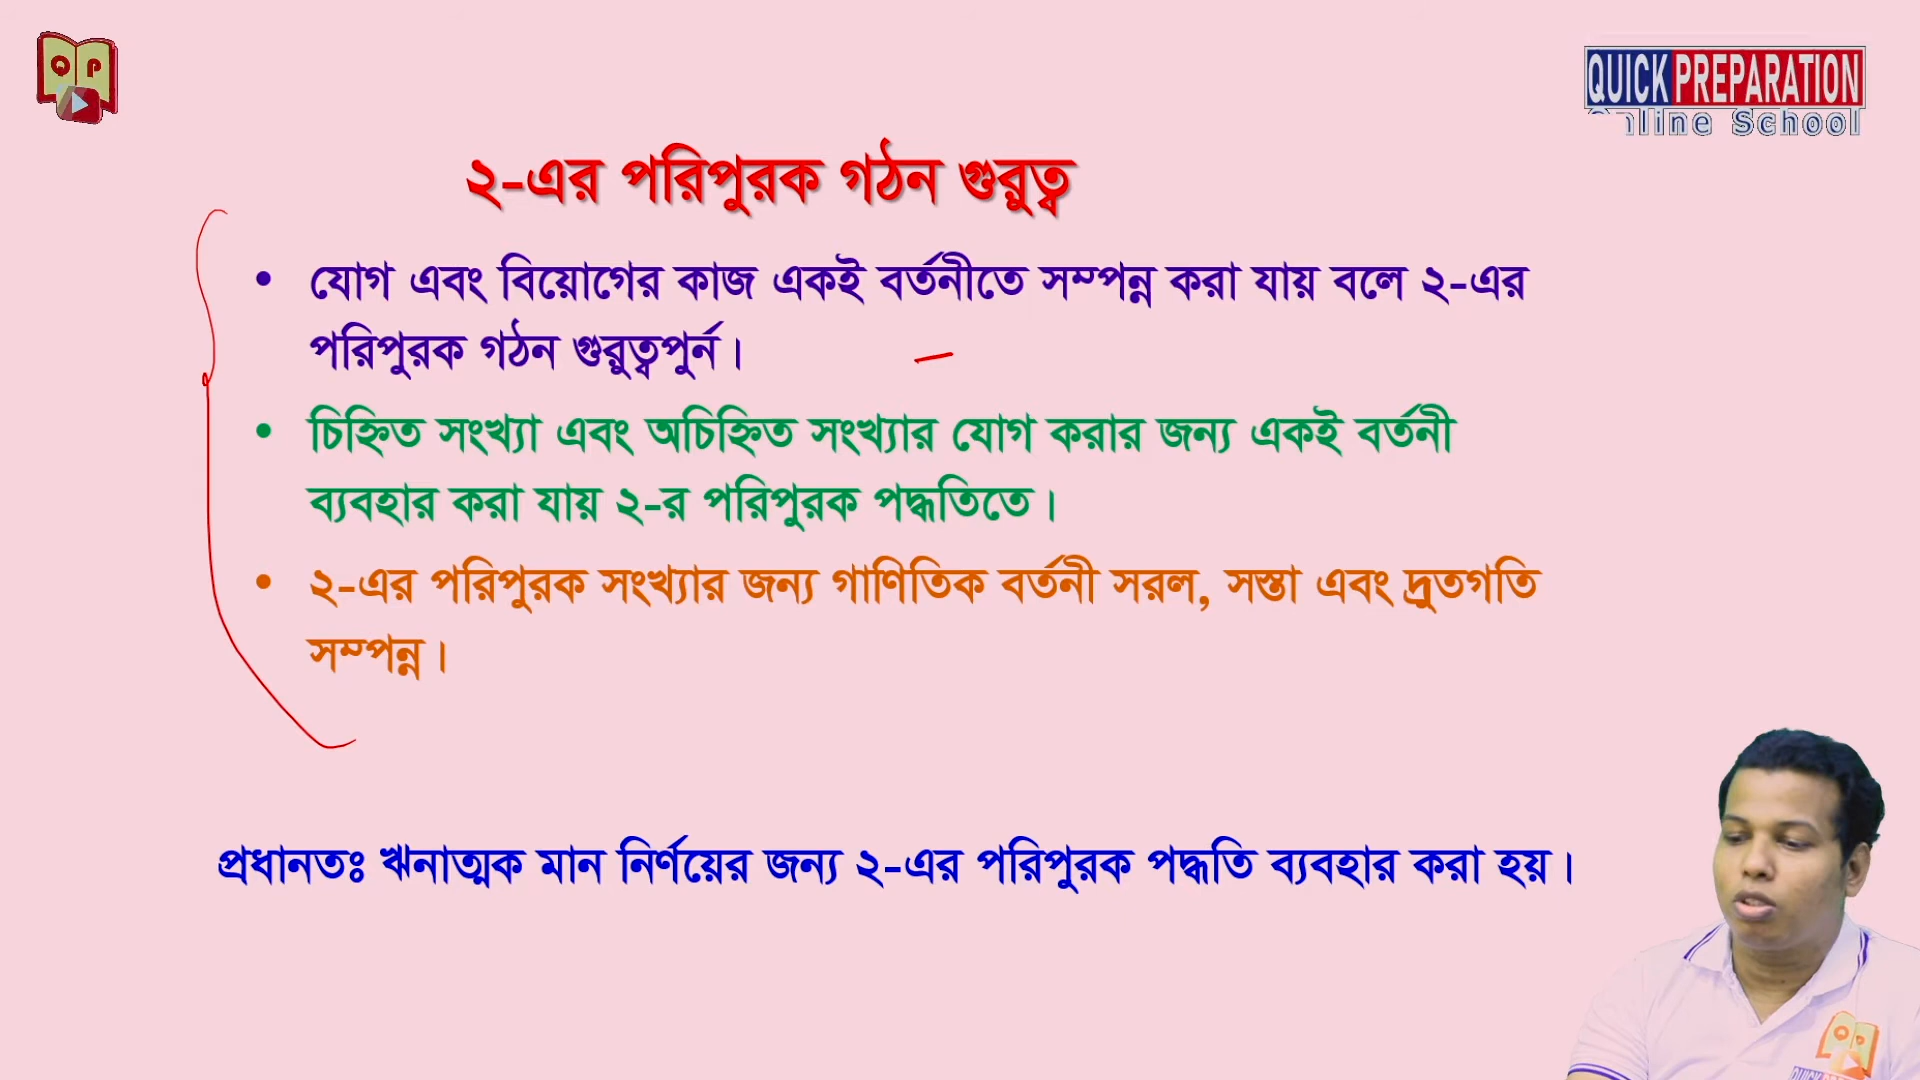 Q P
QUICK PREPARATION
Online School
২-এর পরিপুরক গঠন গুরুত্ব
• যোগ এবং বিয়োগের কাজ একই বর্তনীতে সম্পন্ন করা যায় বলে ২-এর
পরিপুরক গঠন গুরুত্বপুর্ন।
• চিহ্নিত সংখ্যা এবং অচিহ্নিত সংখ্যার যোগ করার জন্য একই বর্তনী
ব্যবহার করা যায় ২-র পরিপুরক পদ্ধতিতে।
• ২-এর পরিপুরক সংখ্যার জন্য গাণিতিক বর্তনী সরল, সস্তা এবং দ্রুতগতি
সম্পন্ন।
প্রধানতঃ ঋনাত্মক মান নির্ণয়ের জন্য ২-এর পরিপুরক পদ্ধতি ব্যবহার করা হয়।